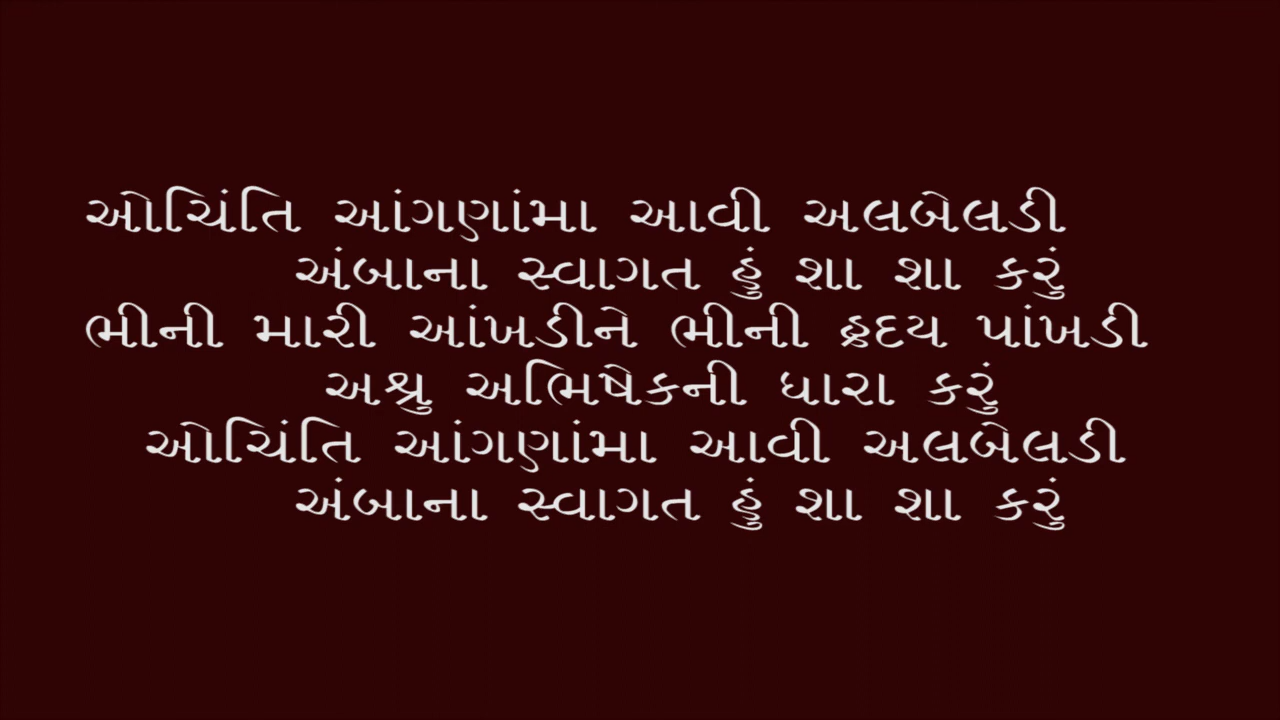 ઓચિંતિ આંગણાંમા આવી અલબેલડી
અંબાના સ્વાગત હું શા શા કરું
ભીની મારી આંખડીને ભીની હ્રદય પાંખડી
અશ્રુ અભિષેકની ધારા કરું
ઓચિંતિ આંગણાંમા આવી અલબેલડી
અંબાના સ્વાગત હું શા શા કરું